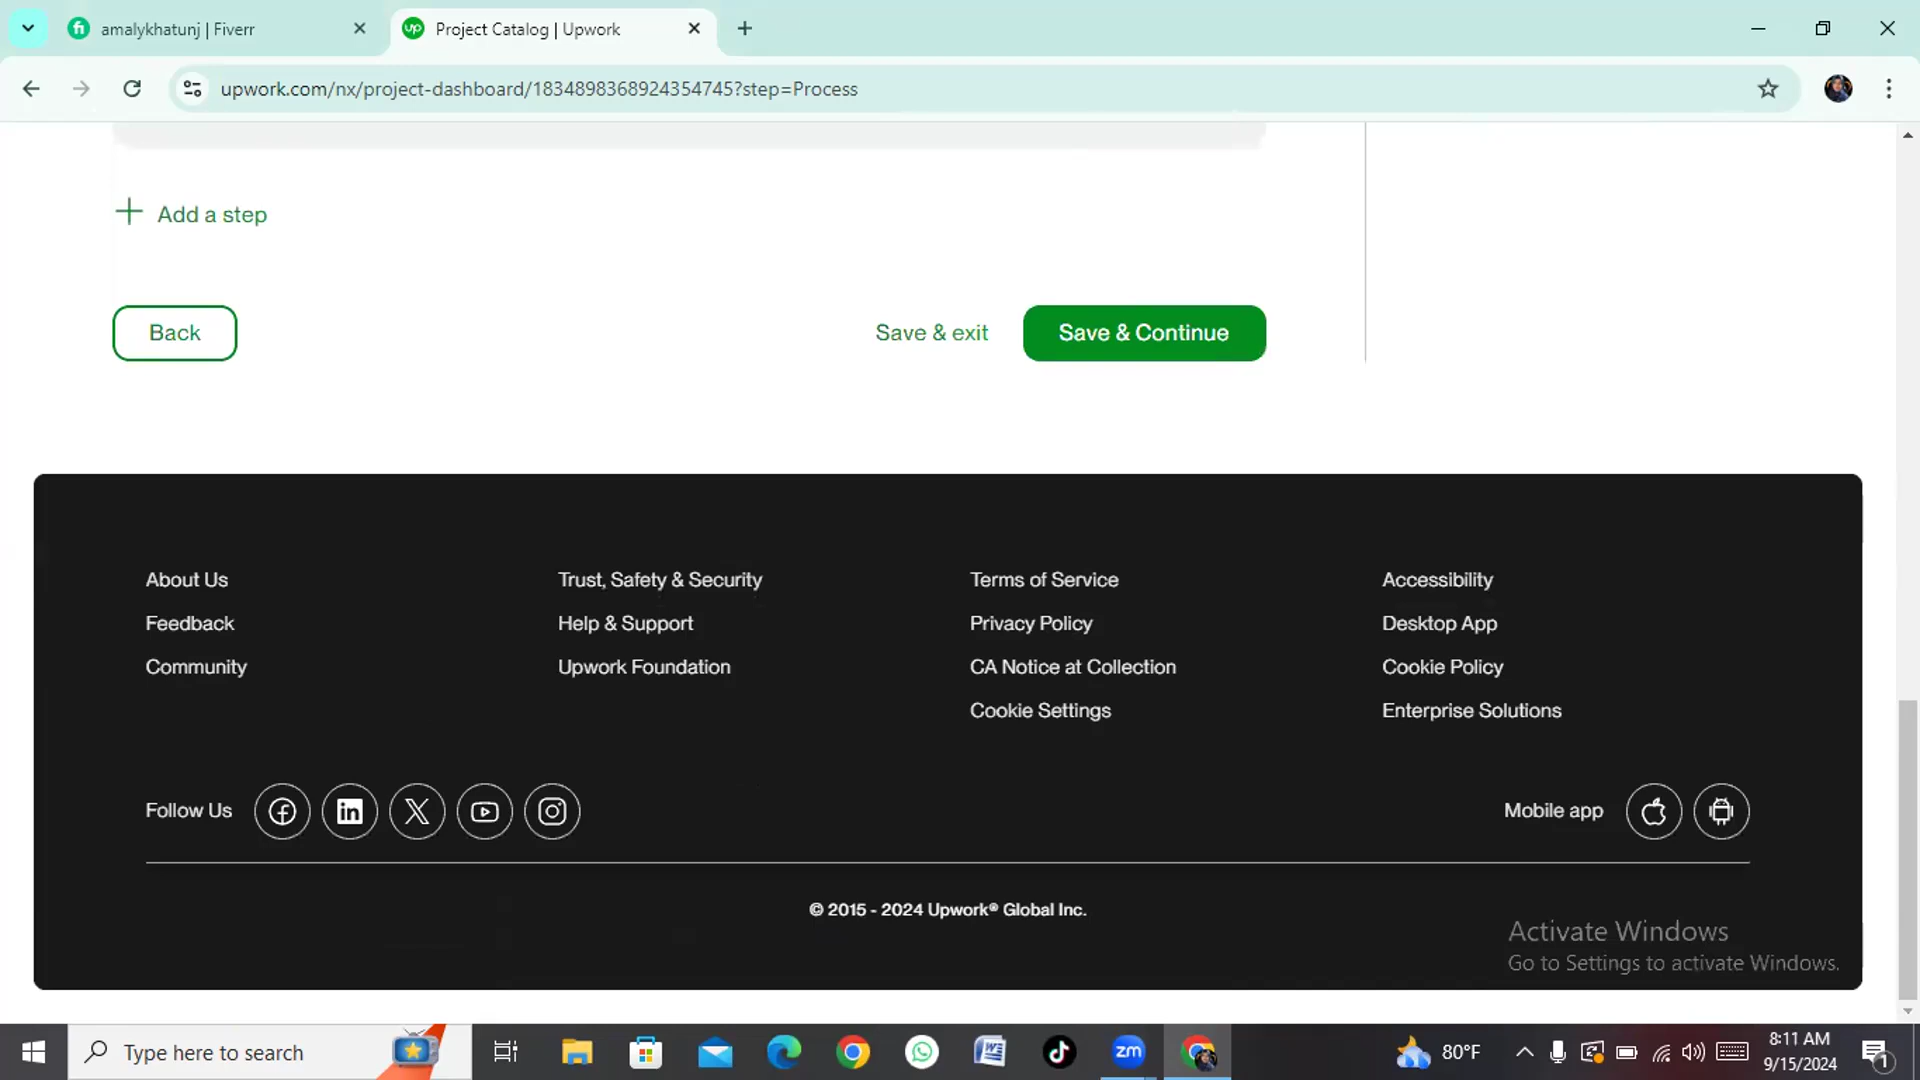 amalykhatunj | Fiverr
Project Catalog | Upwork
upwork.com/nx/project-dashboard/1834898368924354745?step=Process
Add a step
Back
Save & exit
Save & Continue
About Us
Trust, Safety & Security
Terms of Service
Accessibility
Feedback
Help & Support
Privacy Policy
Desktop App
Community
Upwork Foundation
CA Notice at Collection
Cookie Policy
Cookie Settings
Enterprise Solutions
Follow Us
Mobile app
© 2015 - 2024 Upwork® Global Inc.
Activate Windows
Go to Settings to activate Windows.
Type here to search
zm
80°F
8:11 AM
9/15/2024
1